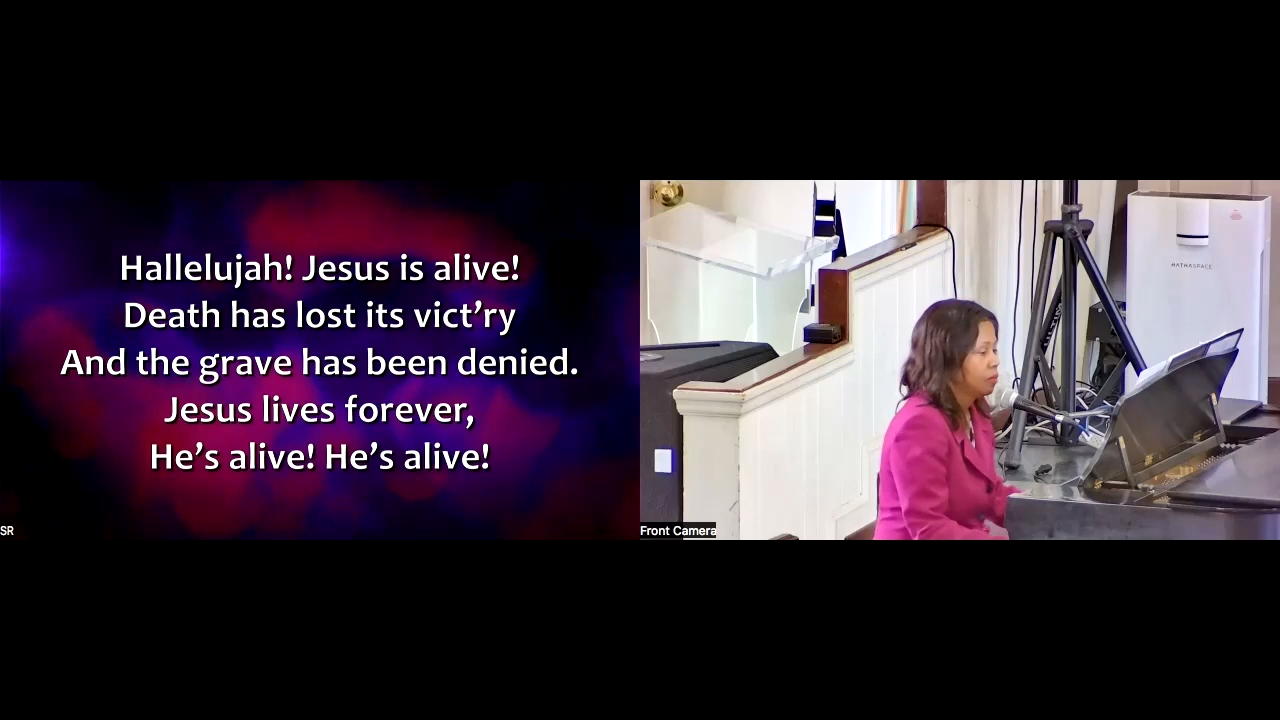 Hallelujah! Jesus is alive!
Death has lost its vict’ry
And the grave has been denied.
Jesus lives forever,
He’s alive! He’s alive!
SR
Front Camera
HATHASPACE